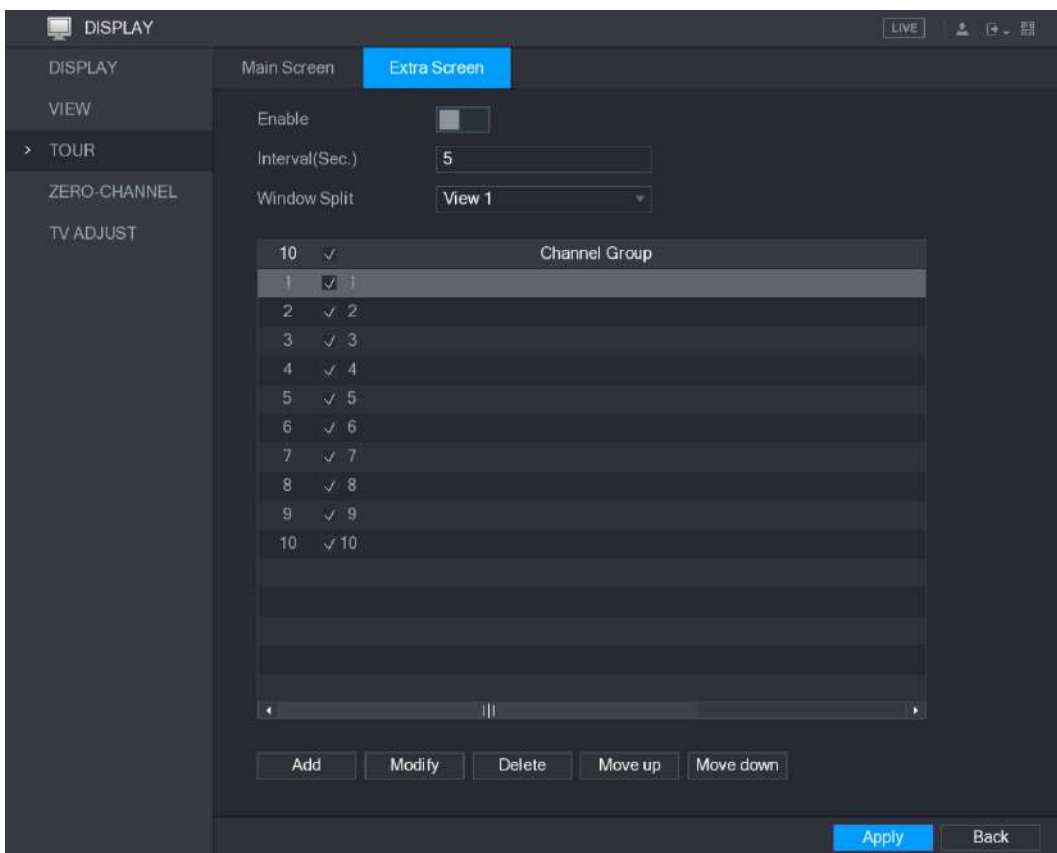 DISPLAY
LIVE
DISPLAY
VIEW
TOUR
ZERO-CHANNEL
TV ADJUST
Main Screen Extra Screen
Enable
Interval(Sec.) 5
Window Split View 1
10 Channel Group
1 1
2 2
3 3
4 4
5 5
6 6
7 7
8 8
9 9
10 10
Add Modify Delete Move up Move down
Apply Back